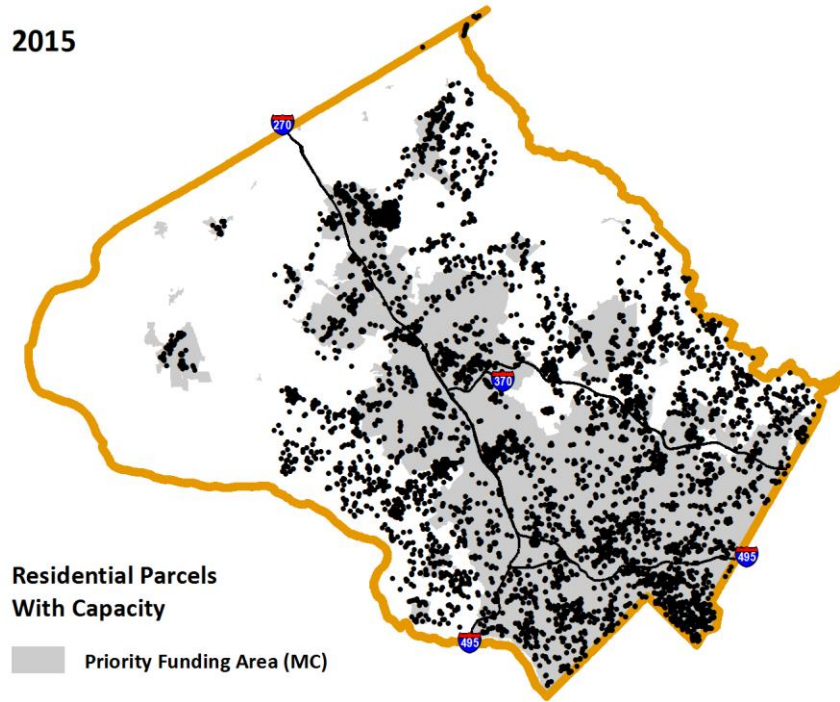 2015
270
370
495
495
Residential Parcels
With Capacity
Priority Funding Area (MC)